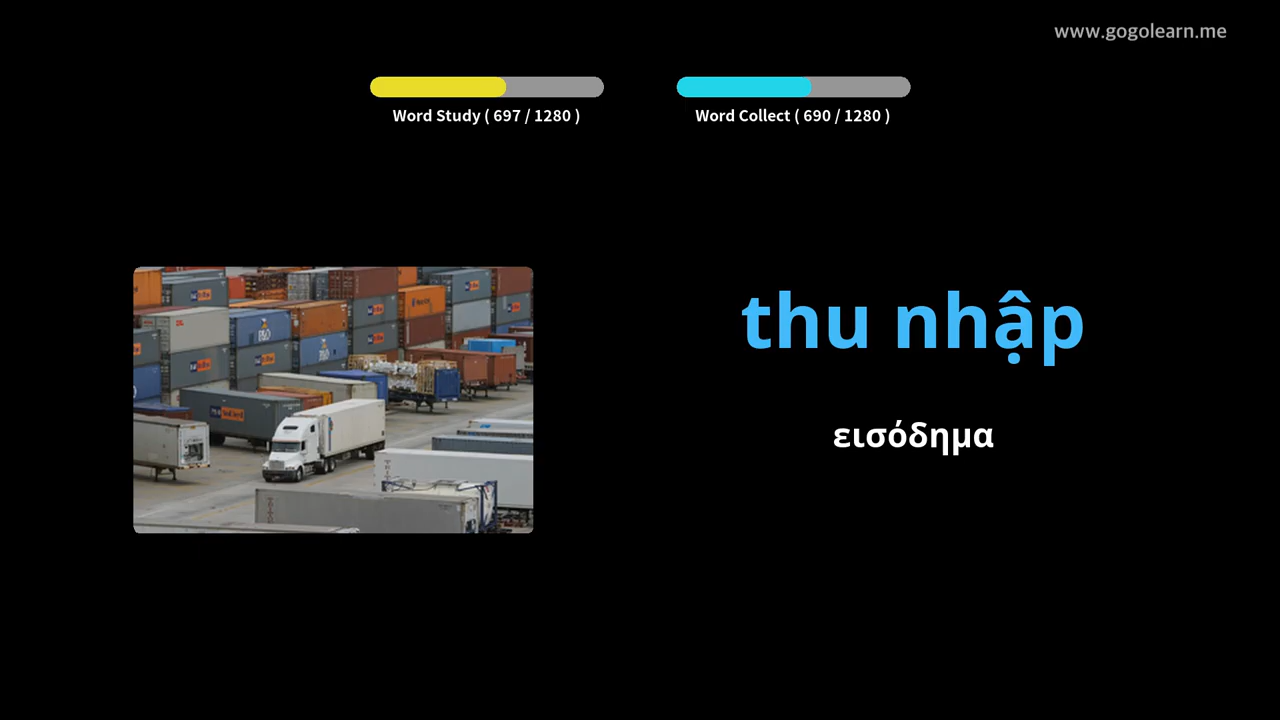 www.gogolearn.me
Word Study ( 697 / 1280 )
Word Collect ( 690 / 1280 )
thu nhập
εισόδημα